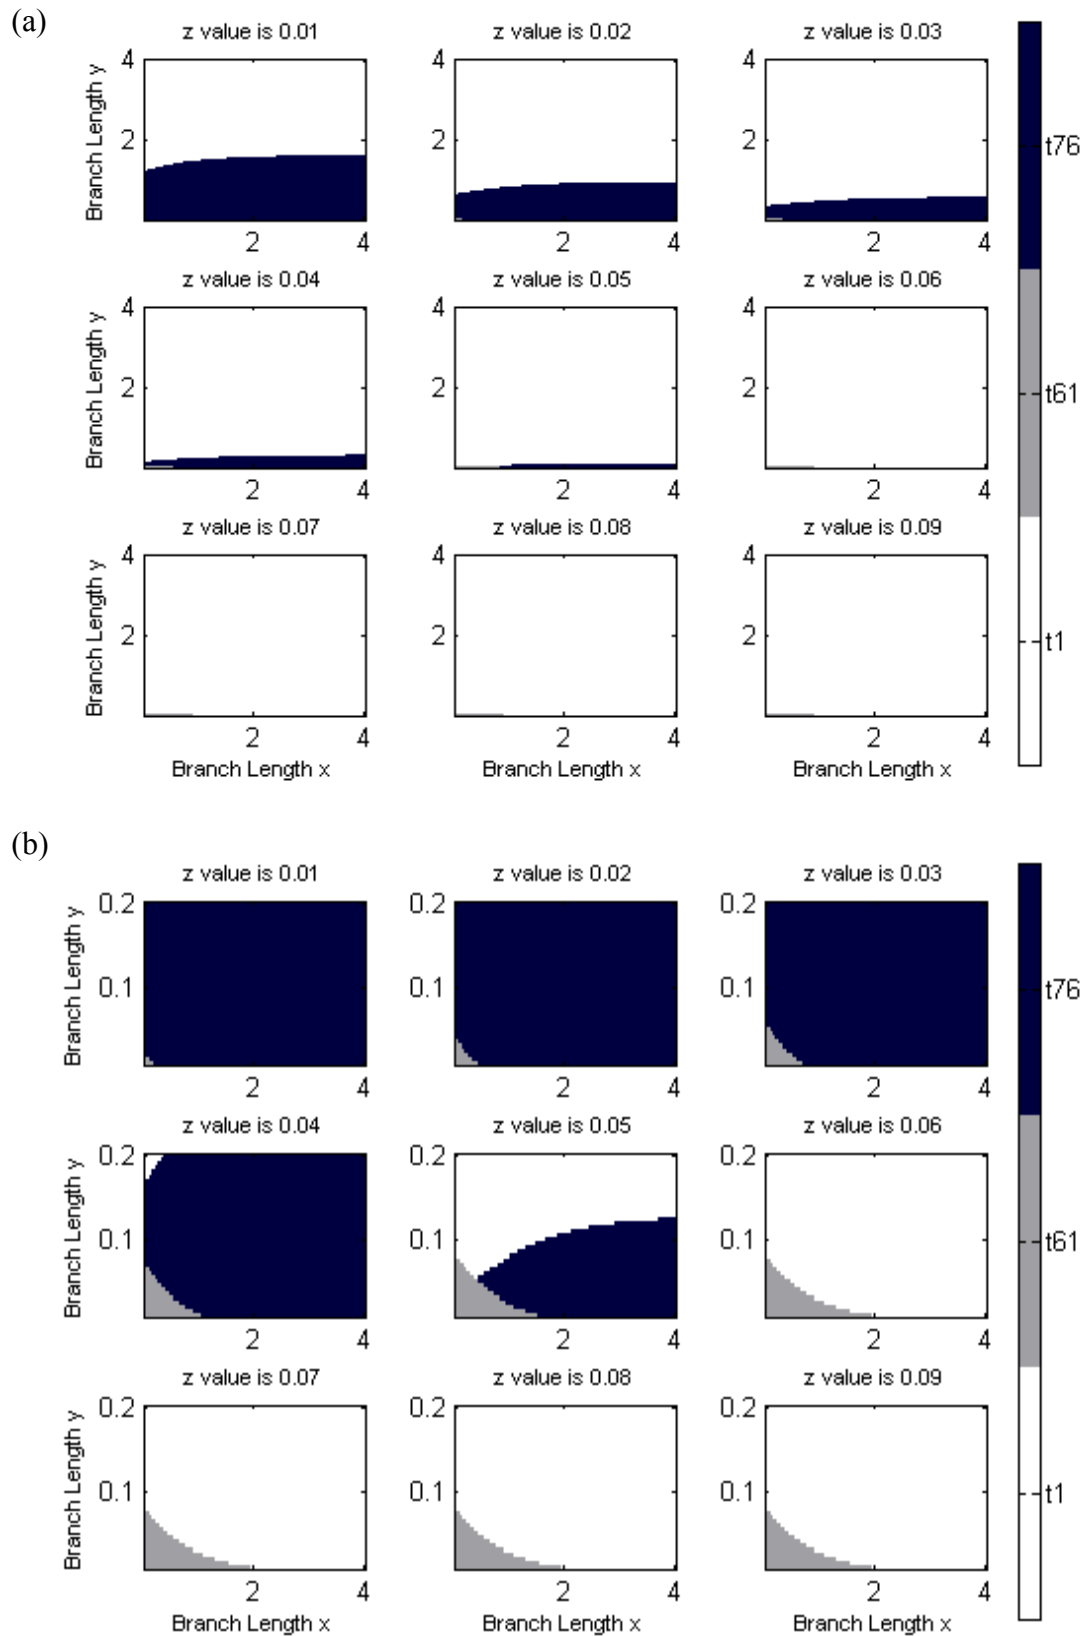 (a)
z value is 0.01 z value is 0.02 z value is 0.03
4 4 4
Branch Length y
2 2 2
t76
2 4 2 4 2 4
z value is 0.04 z value is 0.05 z value is 0.06
4 4 4
Branch Length y
2 2 2
t61
2 4 2 4 2 4
z value is 0.07 z value is 0.08 z value is 0.09
4 4 4
Branch Length y
2 2 2
t1
2 4 2 4 2 4
Branch Length x Branch Length x Branch Length x
(b)
z value is 0.01 z value is 0.02 z value is 0.03
0.2 0.2 0.2
Branch Length y
0.1 0.1 0.1
t76
2 4 2 4 2 4
z value is 0.04 z value is 0.05 z value is 0.06
0.2 0.2 0.2
Branch Length y
0.1 0.1 0.1
t61
2 4 2 4 2 4
z value is 0.07 z value is 0.08 z value is 0.09
0.2 0.2 0.2
Branch Length y
0.1 0.1 0.1
t1
2 4 2 4 2 4
Branch Length x Branch Length x Branch Length x